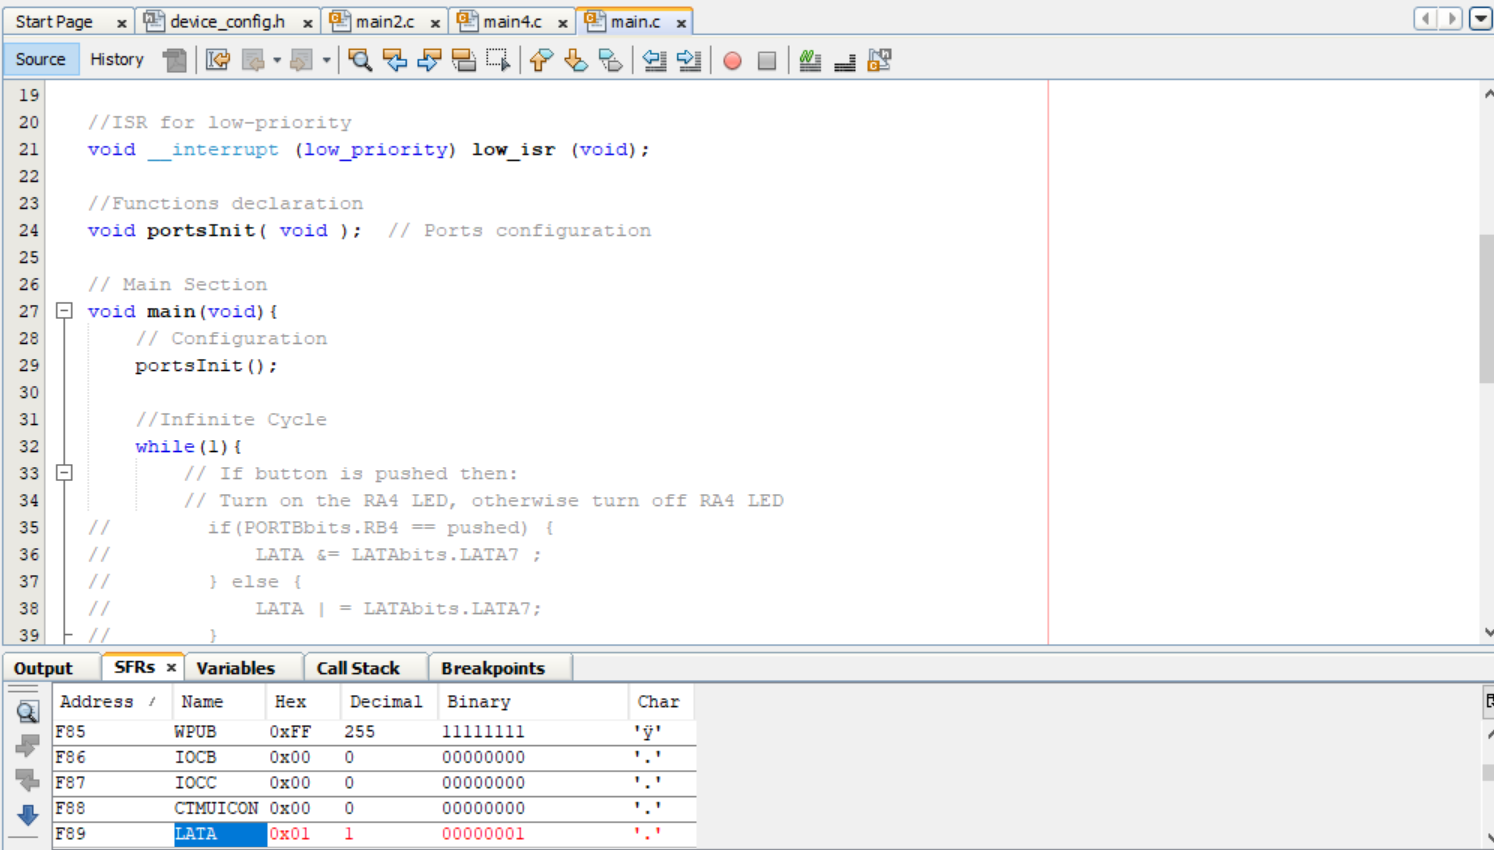 Start Page x device_config.h x main2.c x main4.c x main.c x
Source History
19
20 //ISR for low-priority
21 void __interrupt (low_priority) low_isr (void);
22
23 //Functions declaration
24 void portsInit( void ); // Ports configuration
25
26 // Main Section
27 void main(void){
28 // Configuration
29 portsInit();
30
31 //Infinite Cycle
32 while(1){
33 // If button is pushed then:
34 // Turn on the RA4 LED, otherwise turn off RA4 LED
35 // if(PORTBbits.RB4 == pushed) {
36 // LATA &= LATAbits.LATA7 ;
37 // } else {
38 // LATA | = LATAbits.LATA7;
39 // }
Output SFRs x Variables Call Stack Breakpoints
Address / Name Hex Decimal Binary Char
F85 WPUB 0xFF 255 11111111 'ÿ'
F86 IOCB 0x00 0 00000000 '.'
F87 IOCC 0x00 0 00000000 '.'
F88 CTMUICON 0x00 0 00000000 '.'
F89 LATA 0x01 1 00000001 '.'